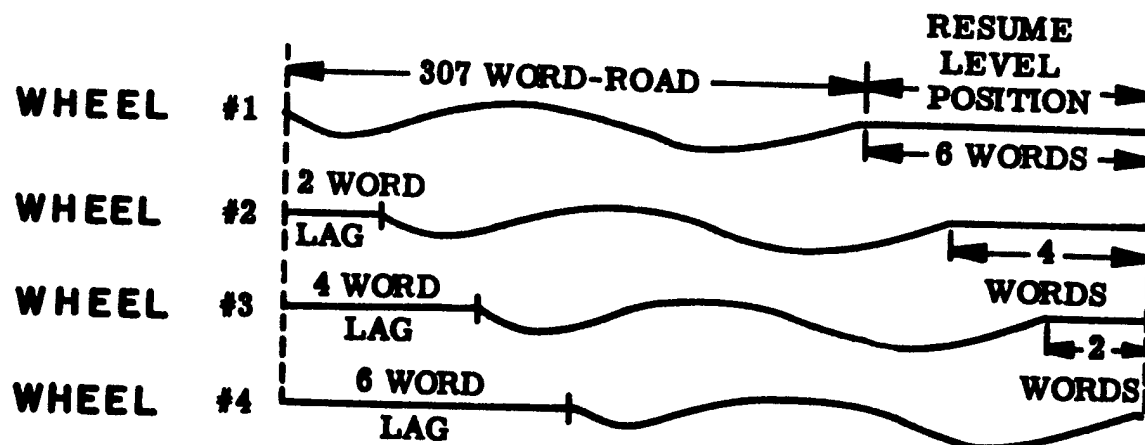 RESUME
LEVEL
POSITION
307 WORD-ROAD
WHEEL #1
6 WORDS
2 WORD
WHEEL #2
LAG
4
WORDS
4 WORD
WHEEL #3
LAG
2
WORDS
6 WORD
WHEEL #4
LAG